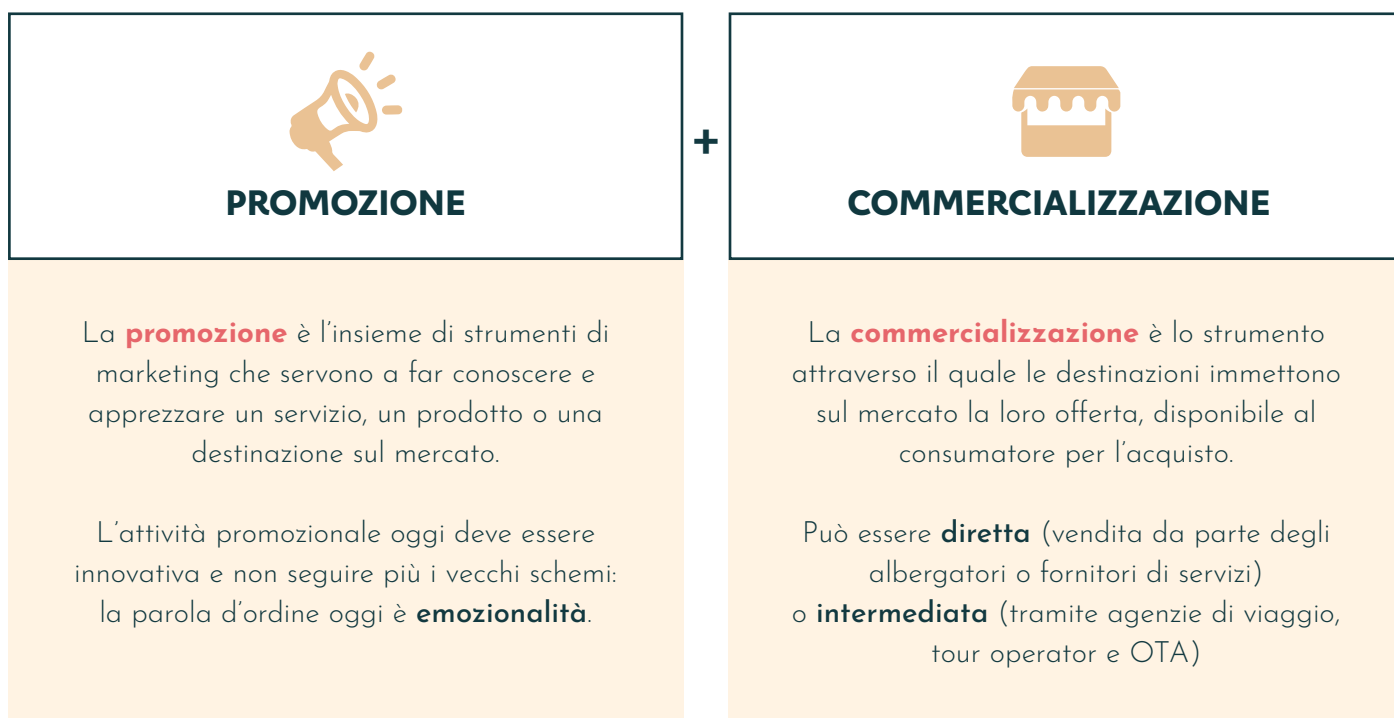 PROMOZIONE
La promozione è l'insieme di strumenti di
marketing che servono a far conoscere e
apprezzare un servizio, un prodotto o una
destinazione sul mercato.
L'attività promozionale oggi deve essere
innovativa e non seguire più i vecchi schemi:
la parola d'ordine oggi è emozionalità.
+
COMMERCIALIZZAZIONE
La commercializzazione è lo strumento
attraverso il quale le destinazioni immettono
sul mercato la loro offerta, disponibile al
consumatore per l'acquisto.
Può essere diretta (vendita da parte degli
albergatori o fornitori di servizi)
o intermediata (tramite agenzie di viaggio,
tour operator e OTA)